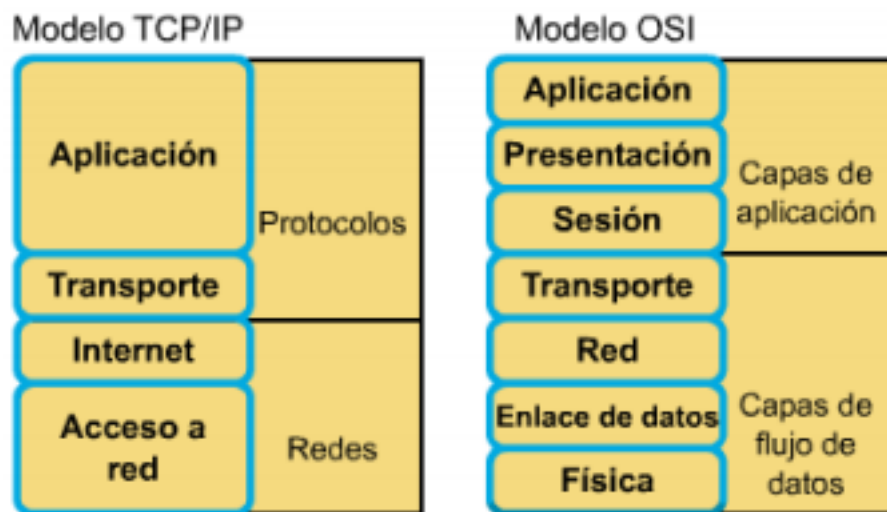 Modelo TCP/IP
Aplicación
Transporte
Internet
Acceso a
red
Protocolos
Redes
Modelo OSI
Aplicación
Presentación
Sesión
Transporte
Red
Enlace de datos
Física
Capas de
aplicación
Capas de
flujo de
datos